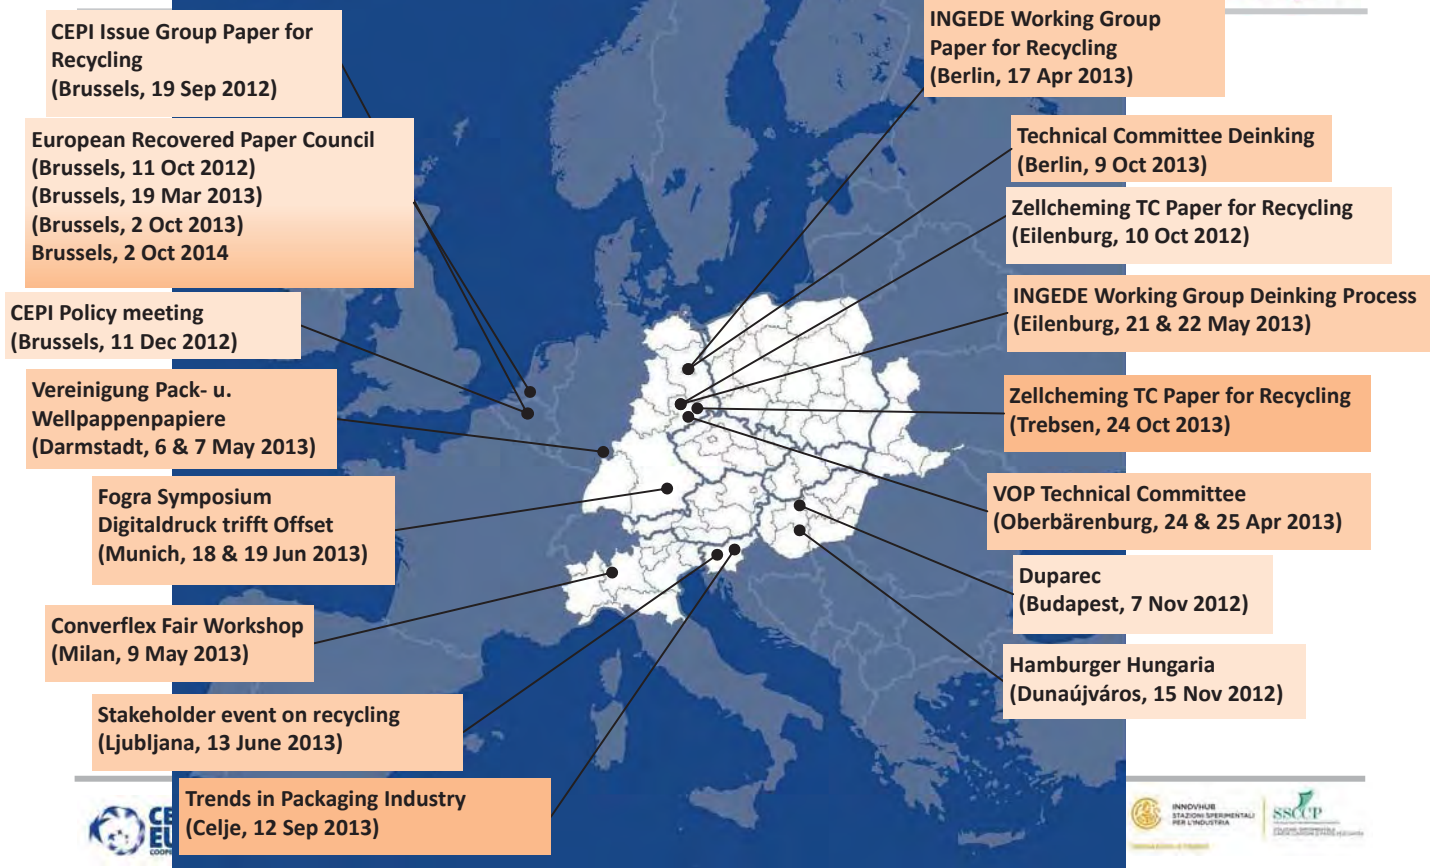 CEPI Issue Group Paper for
Recycling
(Brussels, 19 Sep 2012)
European Recovered Paper Council
(Brussels, 11 Oct 2012)
(Brussels, 19 Mar 2013)
(Brussels, 2 Oct 2013)
Brussels, 2 Oct 2014
CEPI Policy meeting
(Brussels, 11 Dec 2012)
Vereinigung Pack- u.
Wellpappenpapiere
(Darmstadt, 6 & 7 May 2013)
Fogra Symposium
Digitaldruck trifft Offset
(Munich, 18 & 19 Jun 2013)
Converflex Fair Workshop
(Milan, 9 May 2013)
Stakeholder event on recycling
(Ljubljana, 13 June 2013)
Trends in Packaging Industry
(Celje, 12 Sep 2013)
INGEDE Working Group
Paper for Recycling
(Berlin, 17 Apr 2013)
Technical Committee Deinking
(Berlin, 9 Oct 2013)
Zellcheming TC Paper for Recycling
(Eilenburg, 10 Oct 2012)
INGEDE Working Group Deinking Process
(Eilenburg, 21 & 22 May 2013)
Zellcheming TC Paper for Recycling
(Trebsen, 24 Oct 2013)
VOP Technical Committee
(Oberbärenburg, 24 & 25 Apr 2013)
Duparec
(Budapest, 7 Nov 2012)
Hamburger Hungaria
(Dunaújváros, 15 Nov 2012)
CE
EU
COOP
INNOVHUB
STAZIONI SPERIMENTALI
PER L'INDUSTRIA
SSCCP